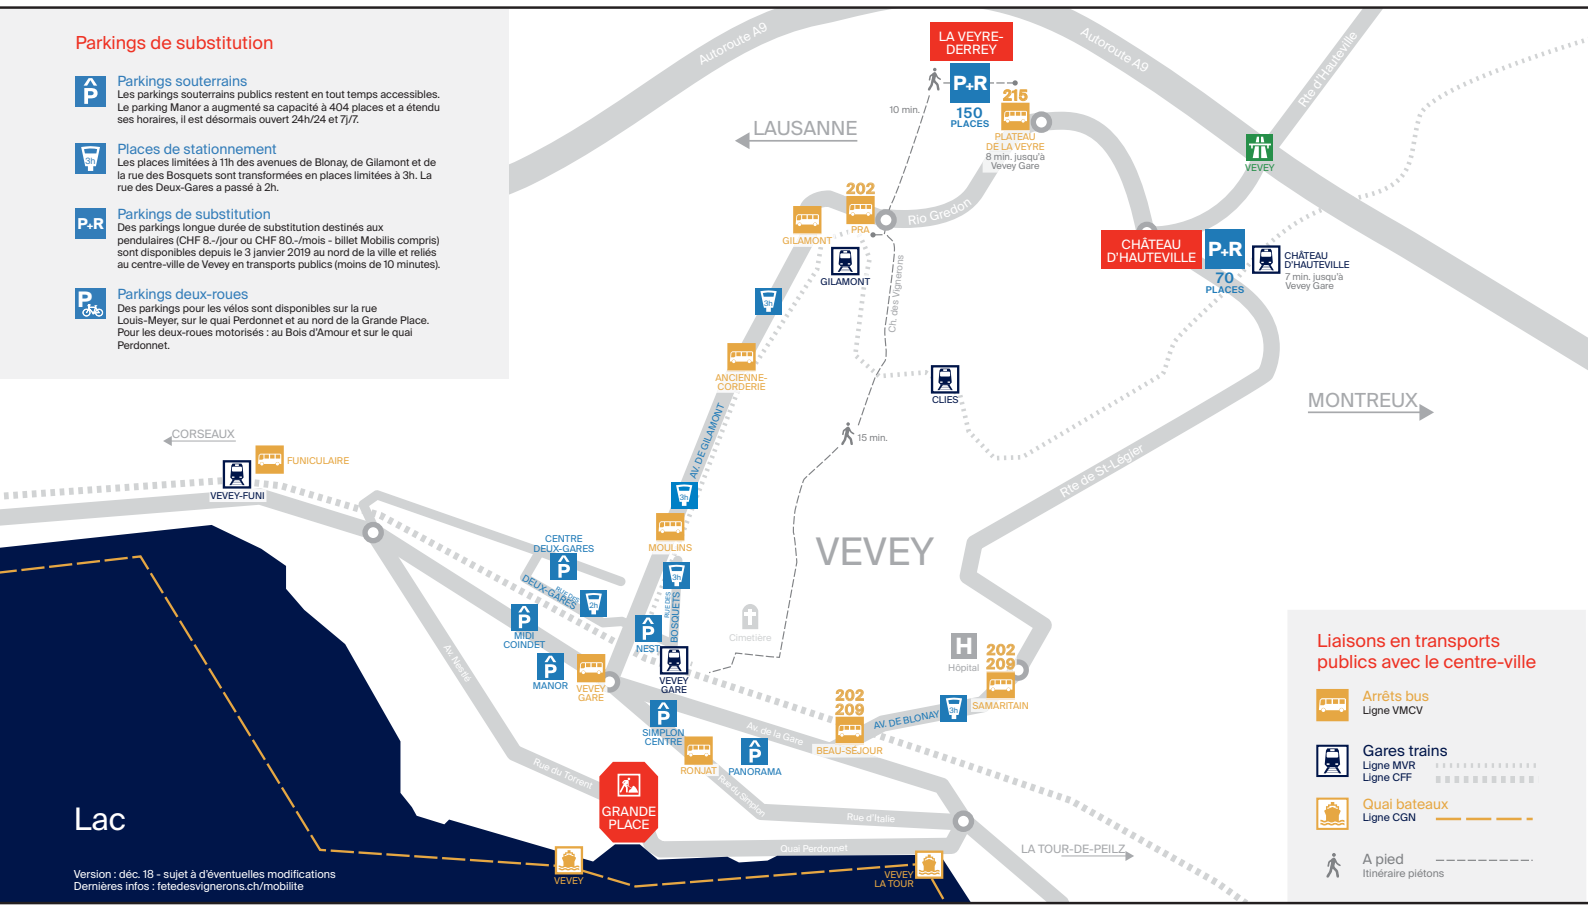 Parkings de substitution
Parkings souterrains
Les parkings souterrains publics restent en tout temps accessibles.
Le parking Manor a augmenté sa capacité à 404 places et a étendu
ses horaires, il est désormais ouvert 24h/24 et 7j/7.
3h
Places de stationnement
Les places limitées à 11h des avenues de Blonay, de Gilamont et de
la rue des Bosquets sont transformées en places limitées à 3h. La
rue des Deux-Gares a passé à 2h.
P+R
Parkings de substitution
Des parkings longue durée de substitution destinés aux
pendulaires (CHF 8.-/jour ou CHF 80.-/mois - billet Mobilis compris)
sont disponibles depuis le 3 janvier 2019 au nord de la ville et reliés
au centre-ville de Vevey en transports publics (moins de 10 minutes).
P
Parkings deux-roues
Des parkings pour les vélos sont disponibles sur la rue
Louis-Meyer, sur le quai Perdonnet et au nord de la Grande Place.
Pour les deux-roues motorisés : au Bois d'Amour et sur le quai
Perdonnet.
Autoroute A9
LA VEYRE-
DERREY
P+R
150
PLACES
10 min.
215
PLATEAU
DE LA VEYRE
8 min. jusqu'à
Vevey Gare
Autoroute A9
Rte d'Hauteville
VEVEY
LAUSANNE
202
PRA
Rio Gredon
GILAMONT
GILAMONT
Ch. des Vignerons
CHÂTEAU
D'HAUTEVILLE
P+R
70
PLACES
CHÂTEAU
D'HAUTEVILLE
7 min. jusqu'à
Vevey Gare
3h
ANCIENNE-
CORDERIE
CLIES
MONTREUX
AV. DE GILAMONT
15 min.
CORSEAUX
FUNICULAIRE
VEVEY-FUNI
Rte de St-Légier
3h
MOULINS
VEVEY
CENTRE
DEUX-GARES
P
RUE DES
DEUX-GARES
2h
3h
RUE DES
BOSQUETS
P
MIDI
COINDET
P
NEST
Cimetière
P
MANOR
VEVEY
GARE
VEVEY
GARE
H
Hôpital
202
209
SAMARITAIN
3h
AV. DE BLONAY
202
209
BEAU-SÉJOUR
Av. Nestlé
P
SIMPLON
CENTRE
Av. de la Gare
RONJAT
P
PANORAMA
Rue du Torrent
GRANDE
PLACE
Rue du Simplon
Rue d'Italie
Quai Perdonnet
LA TOUR-DE-PEILZ
VEVEY
VEVEY
LA TOUR
Lac
Version : déc. 18 - sujet à d'éventuelles modifications
Dernières infos : fetedesvignerons.ch/mobilite
Liaisons en transports
publics avec le centre-ville
Arrêts bus
Ligne VMCV
Gares trains
Ligne MVR
Ligne CFF
Quai bateaux
Ligne CGN
A pied
Itinéraire piétons